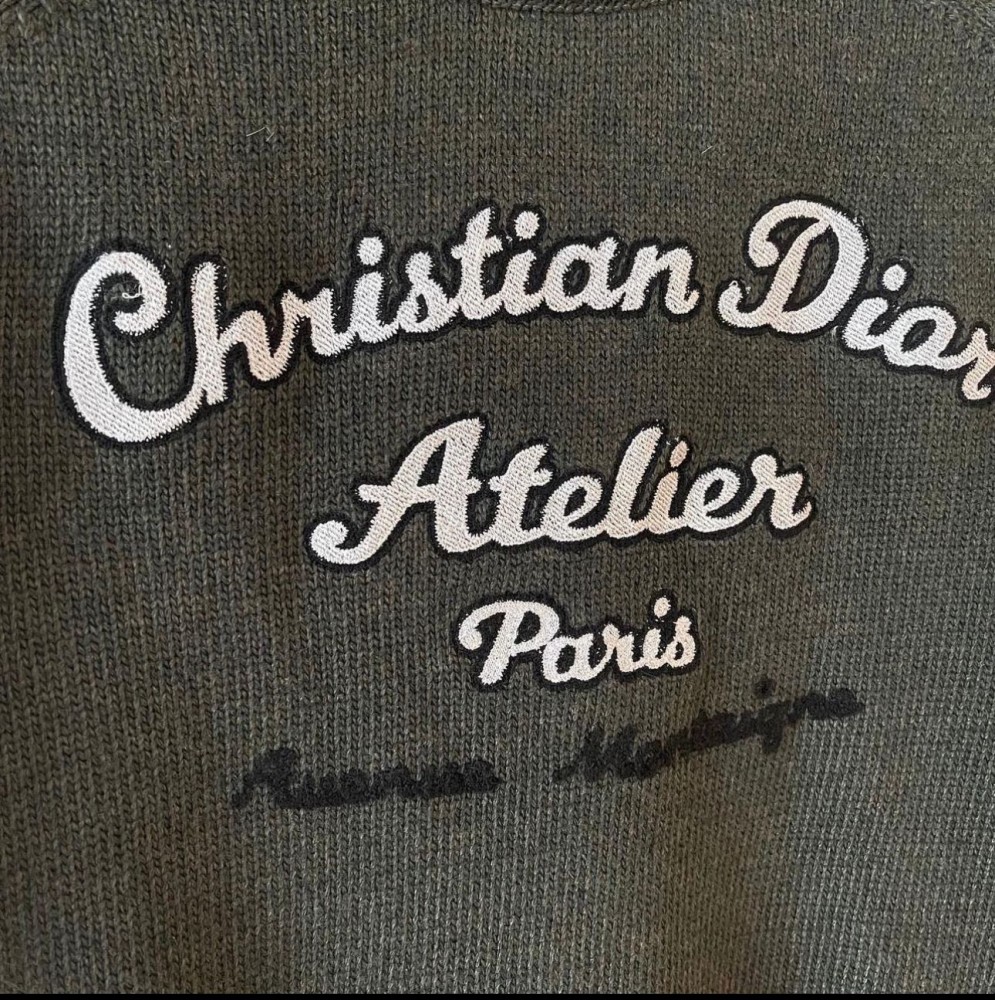 Christian Dior
Atelier
Paris
Avenue Montaigne